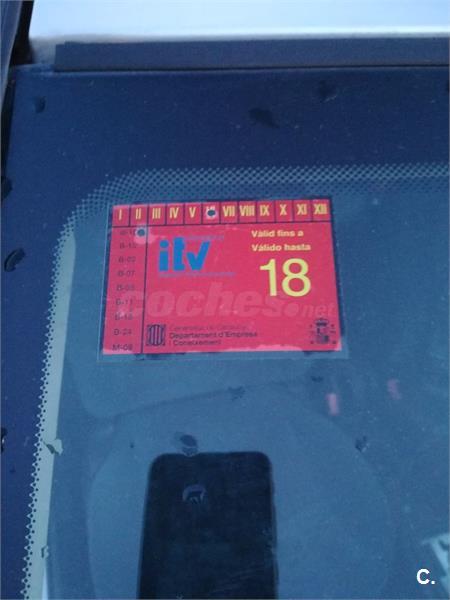 I II III IV V VII VIII IX X XI XII
Vàlid fins a
Válido hasta
itv
18
B-07
B-11
B-24
M-08
coches.net
Generalitat de Catalunya
Departament d'Empresa
i Coneixement
C.